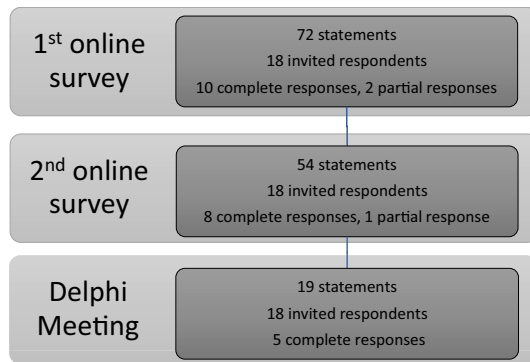 1st online
survey
72 statements
18 invited respondents
10 complete responses, 2 partial responses
2nd online
survey
54 statements
18 invited respondents
8 complete responses, 1 partial response
Delphi
Meeting
19 statements
18 invited respondents
5 complete responses